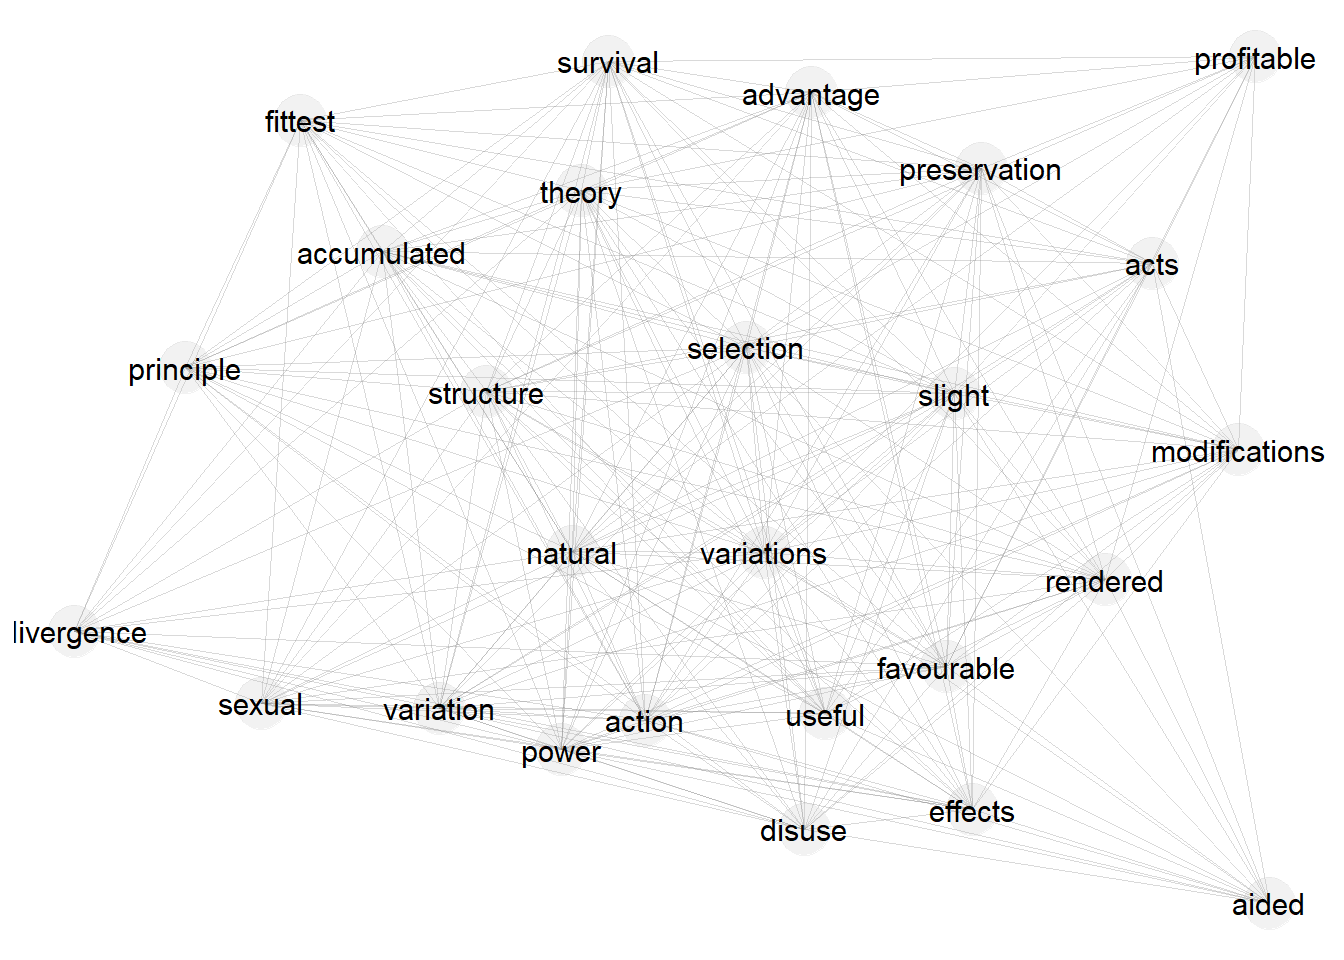 survival
profitable
advantage
fittest
preservation
theory
accumulated
acts
selection
principle
structure
slight
modifications
natural
variations
rendered
livergence
favourable
sexual
variation
action
useful
power
effects
disuse
aided